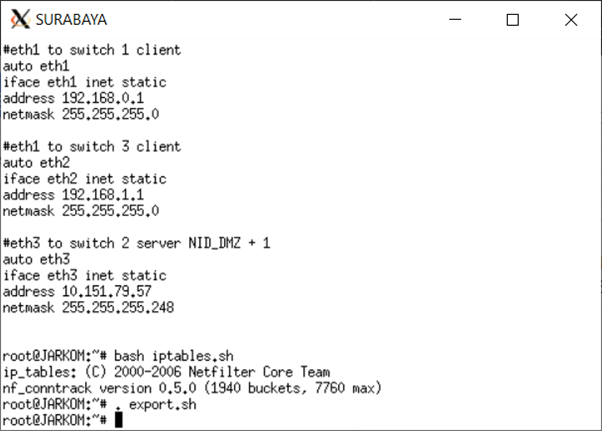 SURABAYA
#eth1 to switch 1 client
auto eth1
iface eth1 inet static
address 192.168.0.1
netmask 255.255.255.0
#eth1 to switch 3 client
auto eth2
iface eth2 inet static
address 192.168.1.1
netmask 255.255.255.0
#eth3 to switch 2 server NID_DMZ + 1
auto eth3
iface eth3 inet static
address 10.151.79.57
netmask 255.255.255.248
root@JARKOM:~# bash iptables.sh
ip_tables: (C) 2000-2006 Netfilter Core Team
nf_conntrack version 0.5.0 (1940 buckets, 7760 max)
root@JARKOM:~# . export.sh
root@JARKOM:~#